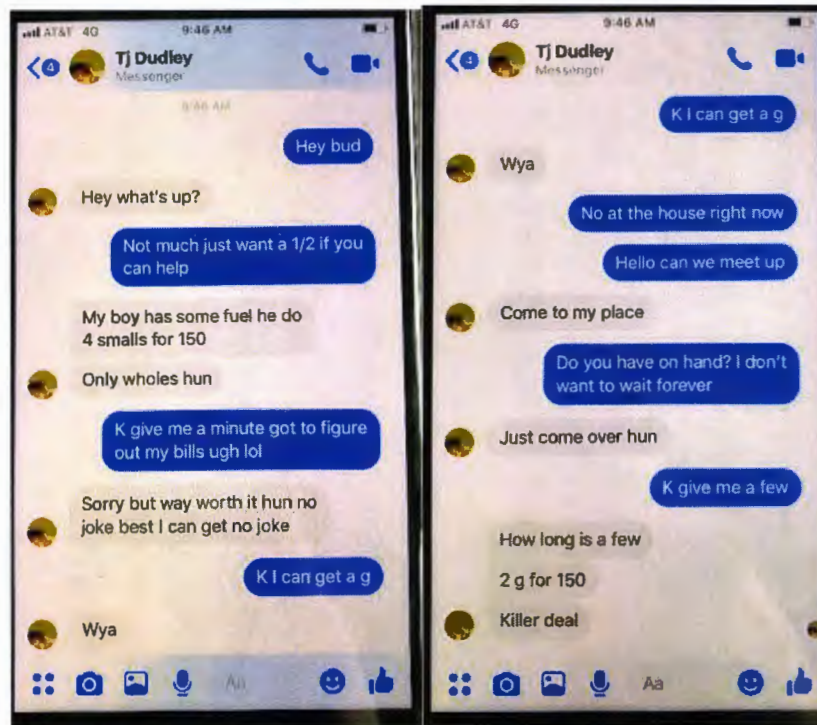 AT&T 4G 9:46 AM
4 Tj Dudley
Messenger
9:46 AM
Hey bud
Hey what's up?
Not much just want a 1/2 if you
can help
My boy has some fuel he do
4 smalls for 150
Only wholes hun
K give me a minute got to figure
out my bills ugh lol
Sorry but way worth it hun no
joke best I can get no joke
K I can get a g
Wya
Aa
AT&T 4G 9:46 AM
4 Tj Dudley
Messenger
K I can get a g
Wya
No at the house right now
Hello can we meet up
Come to my place
Do you have on hand? I don't
want to wait forever
Just come over hun
K give me a few
How long is a few
2 g for 150
Killer deal
Aa